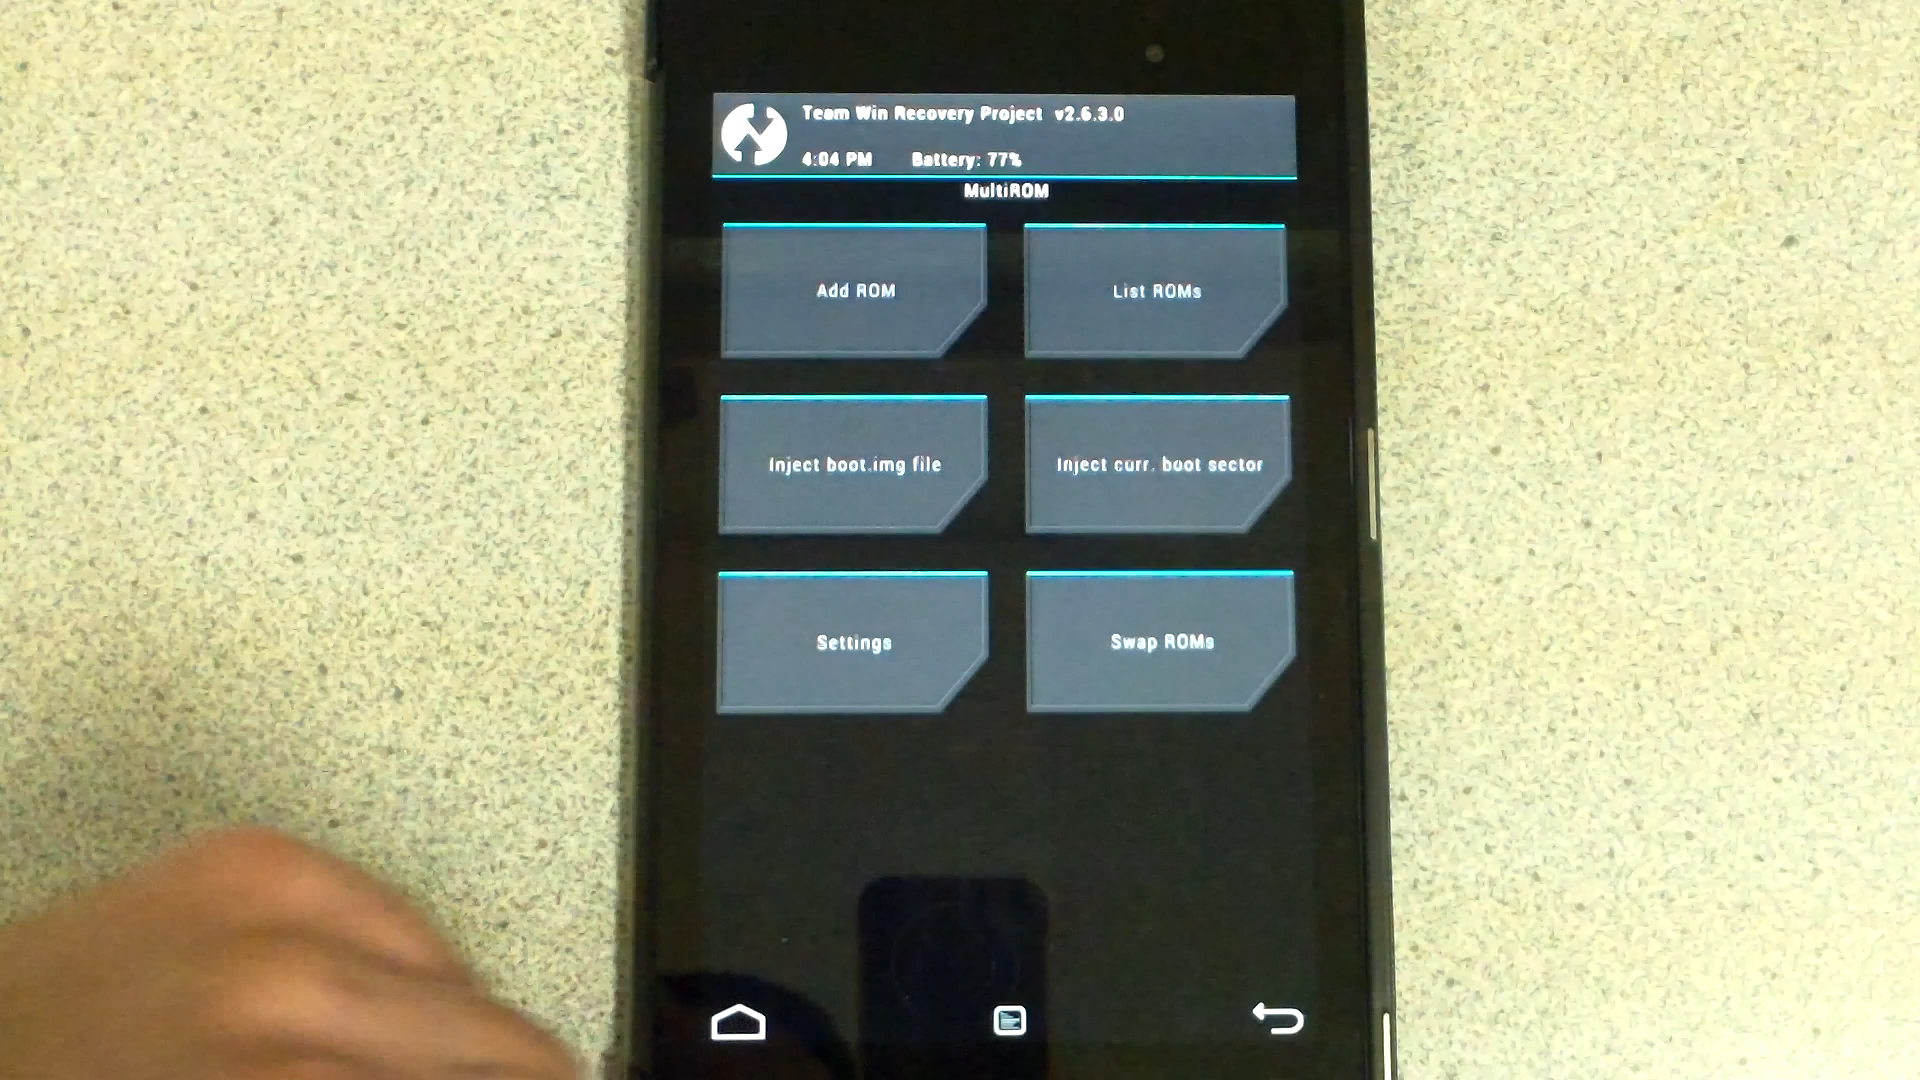 Team Win Recovery Project v2.6.3.0
4:04 PM Battery: 77%
MultiROM
Add ROM
List ROMs
Inject boot.img file
Inject curr. boot sector
Settings
Swap ROMs